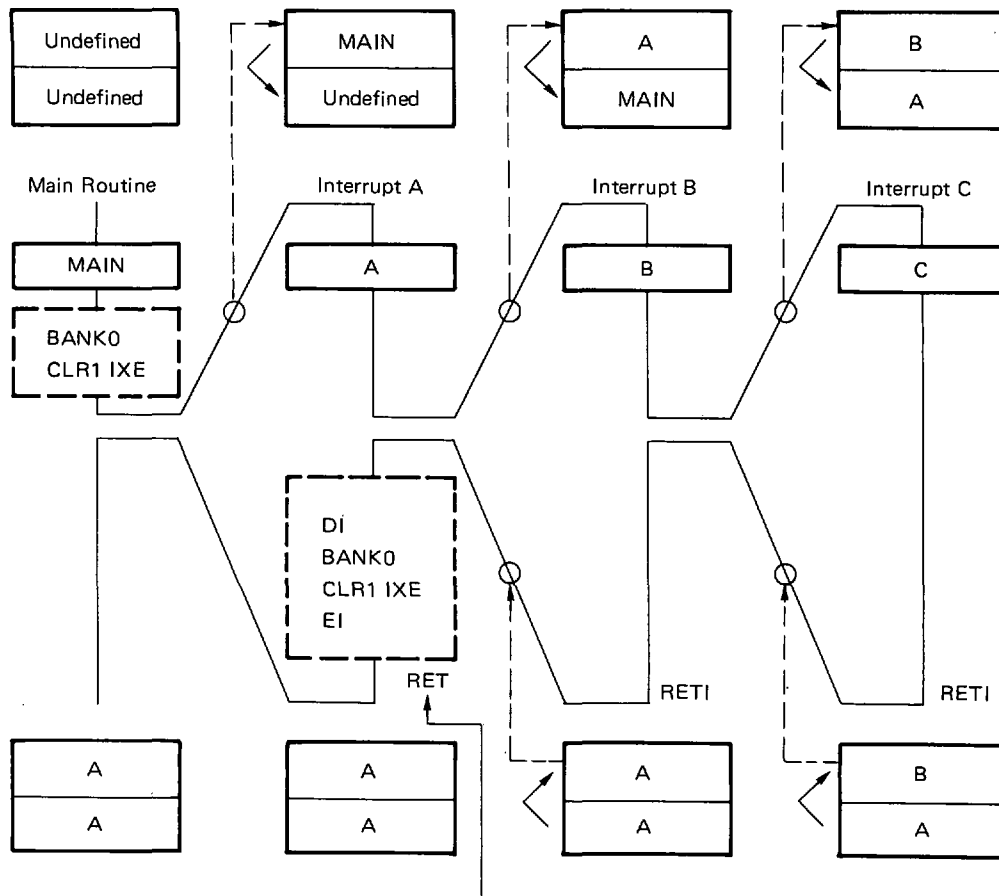 Undefined
Undefined
MAIN
Undefined
A
MAIN
B
A
Main Routine
Interrupt A
Interrupt B
Interrupt C
MAIN
A
B
C
BANK0
CLR1 IXE
DI
BANK0
CLR1 IXE
EI
RET
RETI
RETI
A
A
A
A
A
A
B
A